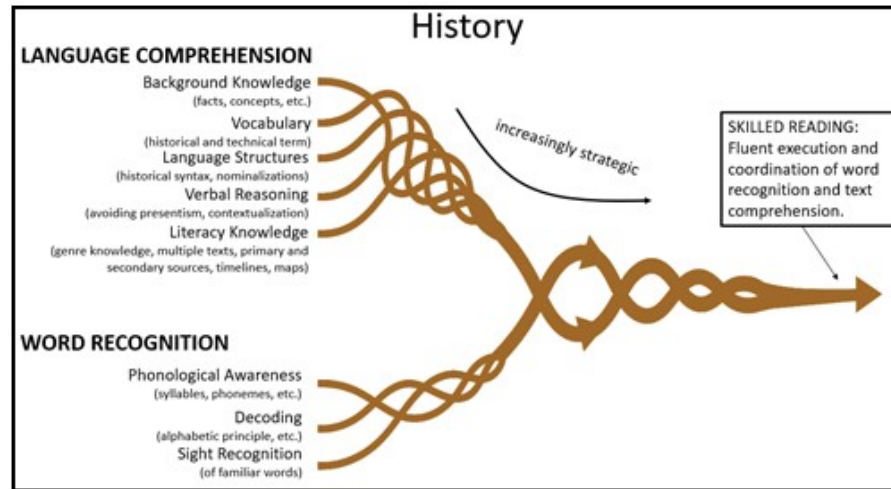 History
LANGUAGE COMPREHENSION
Background Knowledge
(facts, concepts, etc.)
Vocabulary
(historical and technical term)
Language Structures
(historical syntax, nominalizations)
Verbal Reasoning
(avoiding presentism, contextualization)
Literacy Knowledge
(genre knowledge, multiple texts, primary and
secondary sources, timelines, maps)
increasingly strategic
SKILLED READING:
Fluent execution and
coordination of word
recognition and text
comprehension.
WORD RECOGNITION
Phonological Awareness
(syllables, phonemes, etc.)
Decoding
(alphabetic principle, etc.)
Sight Recognition
(of familiar words)